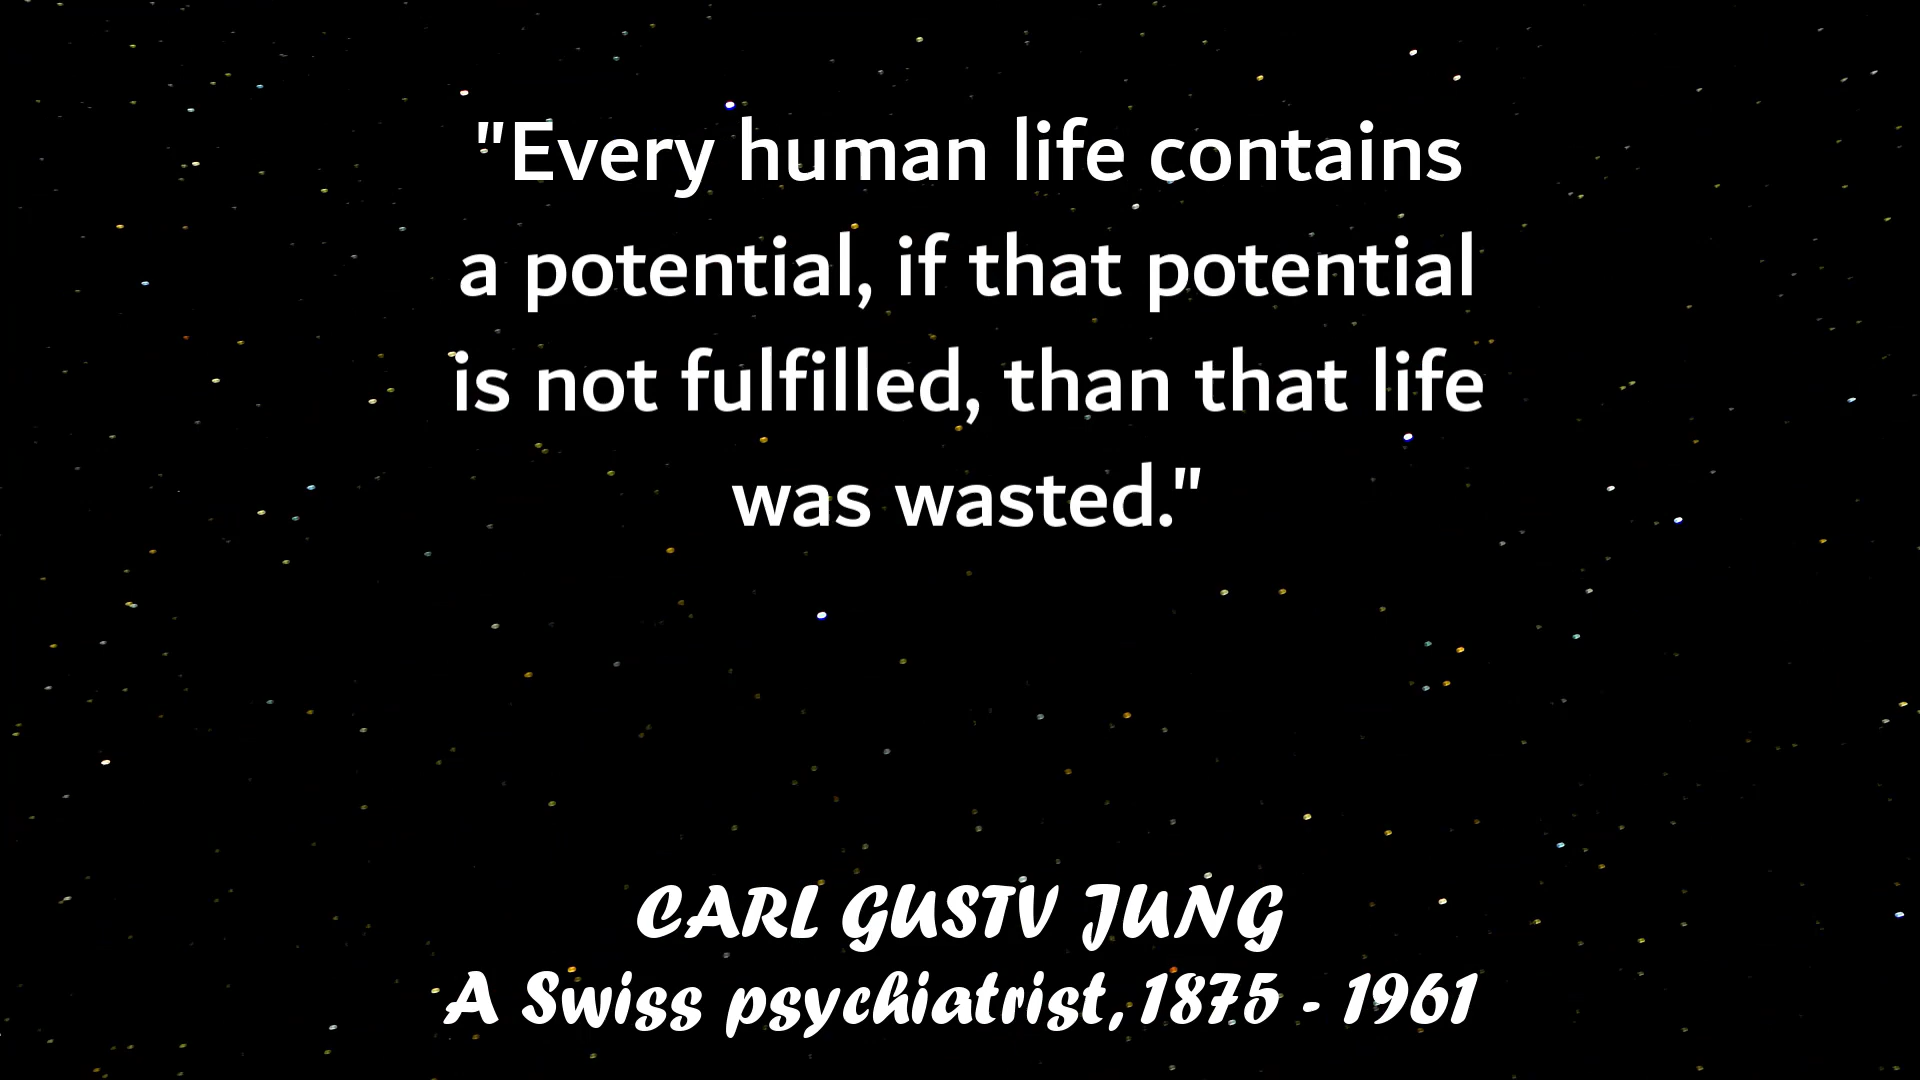 "Every human life contains
a potential, if that potential
is not fulfilled, than that life
was wasted."
CARL GUSTV JUNG
A Swiss psychiatrist, 1875 - 1961